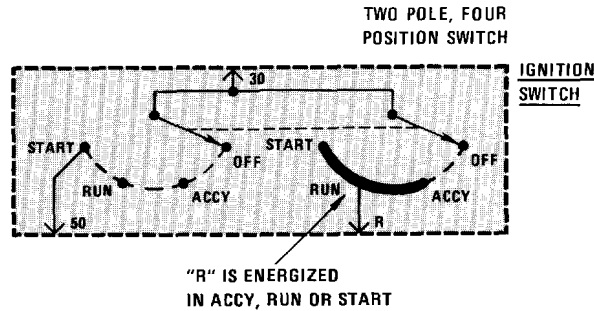 TWO POLE, FOUR
POSITION SWITCH
IGNITION
SWITCH
30
START
OFF
RUN
ACCY
50
START
OFF
RUN
ACCY
R
"R" IS ENERGIZED
IN ACCY, RUN OR START